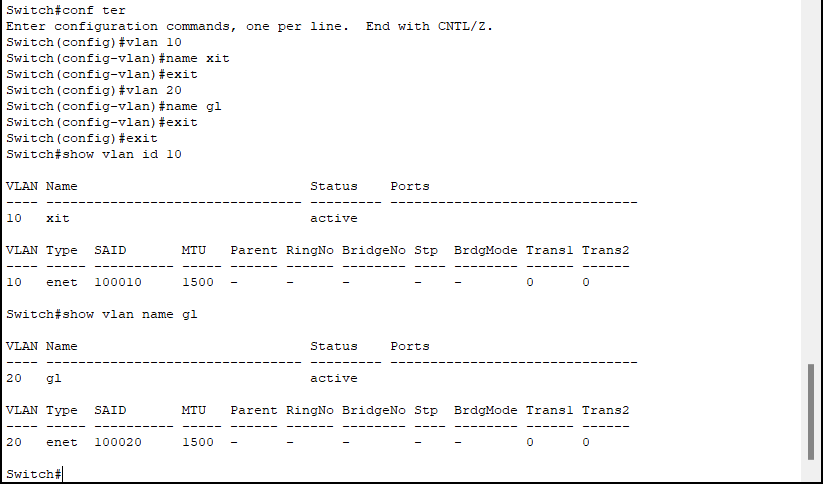 Switch#conf ter
Enter configuration commands, one per line.  End with CNTL/Z.
Switch(config)#vlan 10
Switch(config-vlan)#name xit
Switch(config-vlan)#exit
Switch(config)#vlan 20
Switch(config-vlan)#name gl
Switch(config-vlan)#exit
Switch(config)#exit
Switch#show vlan id 10

VLAN Name                             Status    Ports
---- -------------------------------- --------- -------------------------------
10   xit                              active

VLAN Type  SAID       MTU   Parent RingNo BridgeNo Stp  BrdgMode Trans1 Trans2
---- ----- ---------- ----- ------ ------ -------- ---- -------- ------ ------
10   enet  100010     1500  -      -      -        -    -        0      0

Switch#show vlan name gl

VLAN Name                             Status    Ports
---- -------------------------------- --------- -------------------------------
20   gl                               active

VLAN Type  SAID       MTU   Parent RingNo BridgeNo Stp  BrdgMode Trans1 Trans2
---- ----- ---------- ----- ------ ------ -------- ---- -------- ------ ------
20   enet  100020     1500  -      -      -        -    -        0      0

Switch#